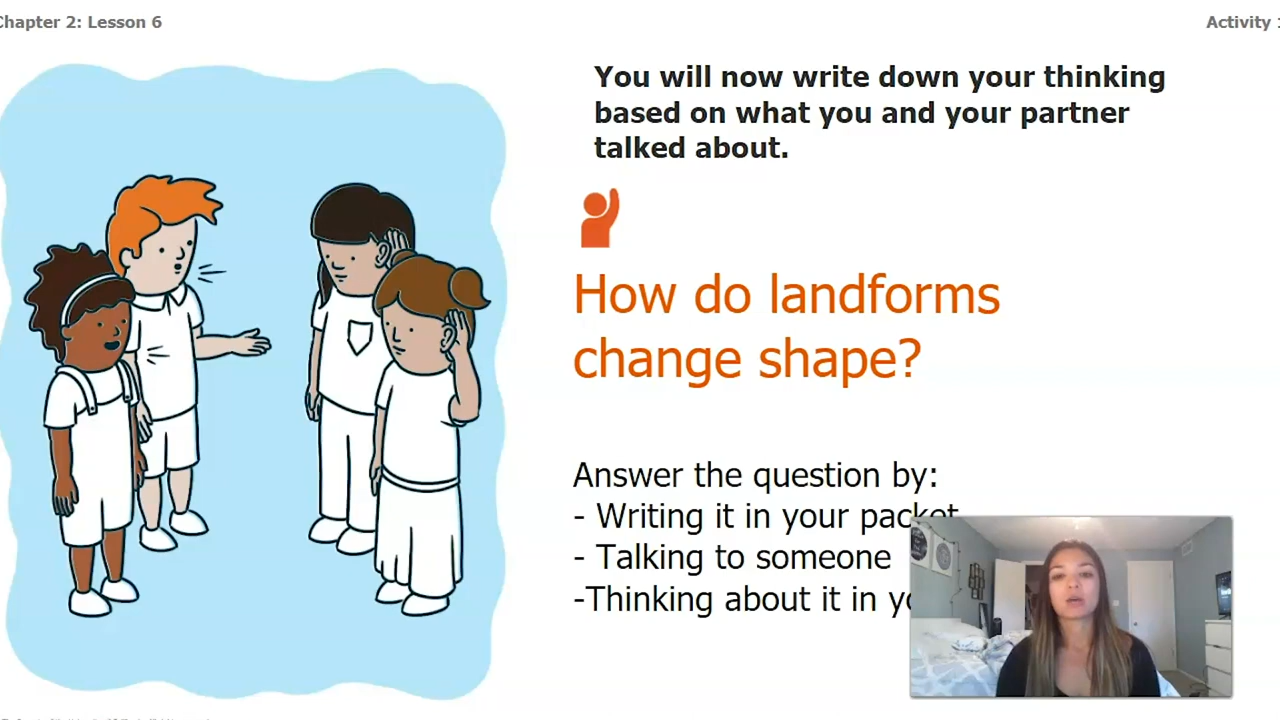 Chapter 2: Lesson 6
Activity
You will now write down your thinking
based on what you and your partner
talked about.
How do landforms
change shape?
Answer the question by:
- Writing it in your packet
- Talking to someone
-Thinking about it in